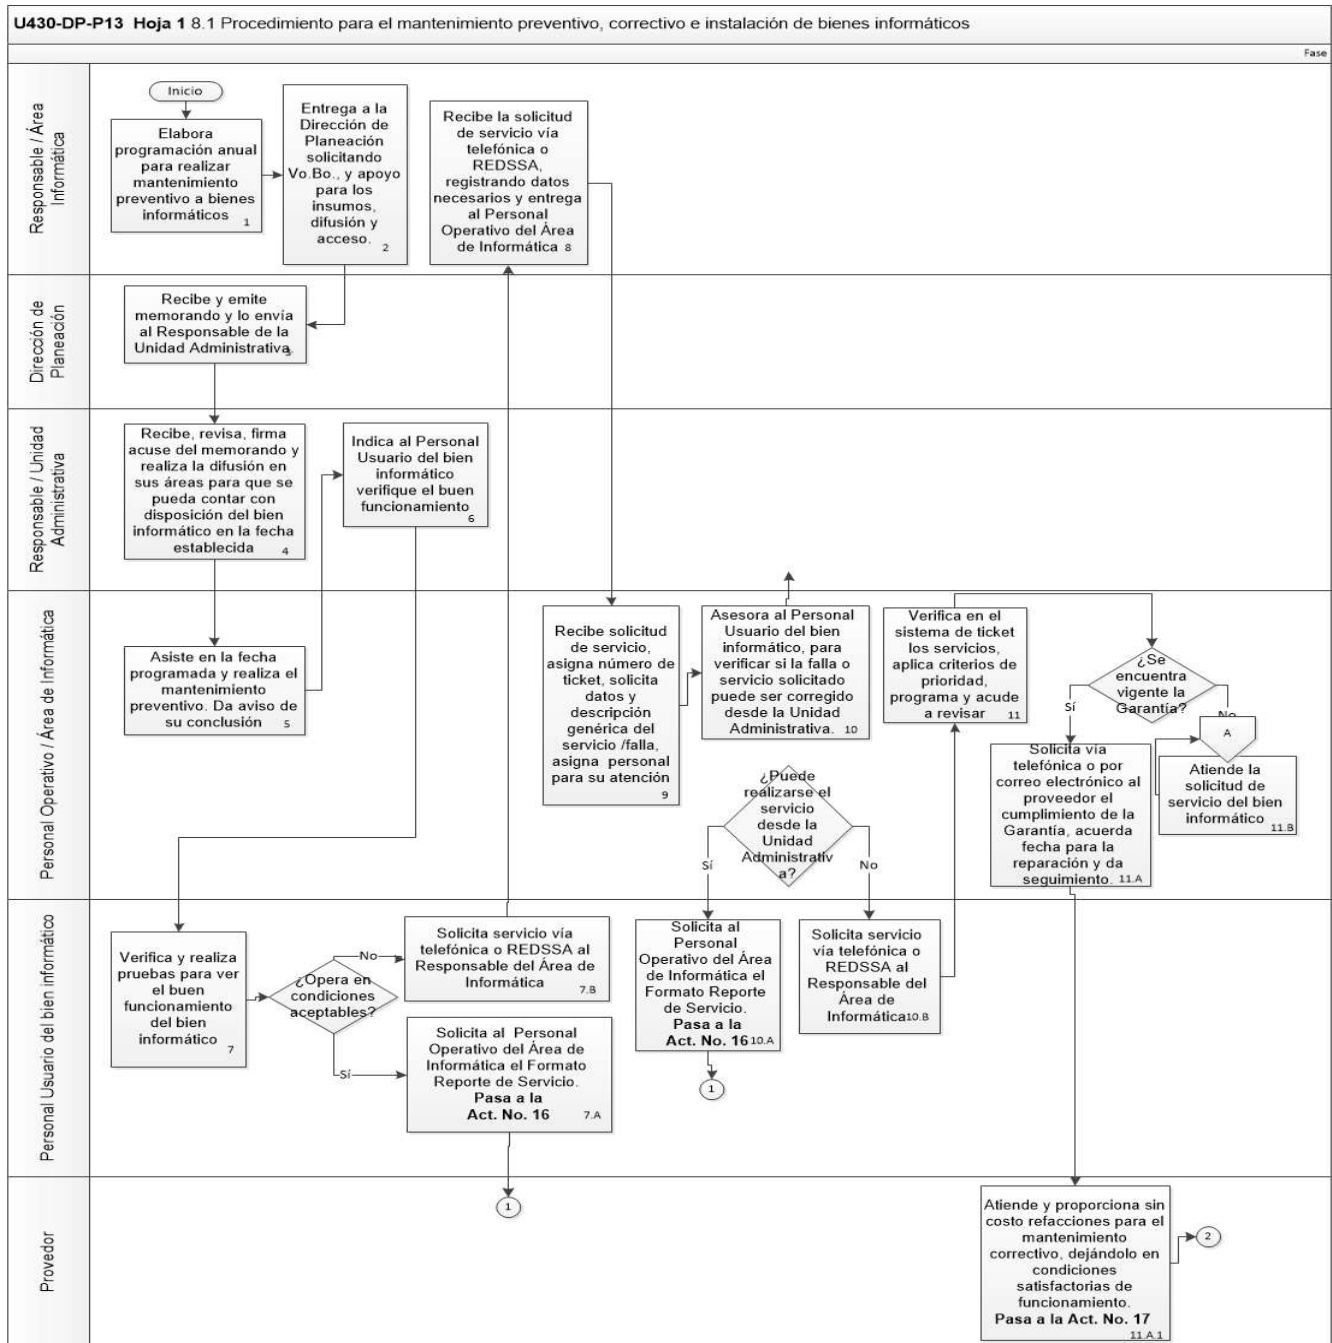 U430-DP-P13 Hoja 1 8.1 Procedimiento para el mantenimiento preventivo, correctivo e instalación de bienes informáticos
Fase
Responsable / Área
Informática
Inicio
Elabora
programación anual
para realizar
mantenimiento
preventivo a bienes
informáticos
1
Entrega a la
Dirección de
Planeación
solicitando
Vo.Bo., y apoyo
para los
insumos,
difusión y
acceso.
2
Recibe la solicitud
de servicio vía
telefónica o
REDSSA,
registrando datos
necesarios y entrega
al Personal
Operativo del Área
de Informática 8
Dirección de
Planeación
Recibe y emite
memorando y lo envía
al Responsable de la
Unidad Administrativa.
3
Responsable / Unidad
Administrativa
Recibe, revisa, firma
acuse del memorando y
realiza la difusión en
sus áreas para que se
pueda contar con
disposición del bien
informático en la fecha
establecida
4
Indica al Personal
Usuario del bien
informático
verifique el buen
funcionamiento
6
Personal Operativo / Área de Informática
Asiste en la fecha
programada y realiza el
mantenimiento
preventivo. Da aviso de
su conclusión
5
Recibe solicitud
de servicio,
asigna número de
ticket, solicita
datos y
descripción
genérica del
servicio /falla,
asigna personal
para su atención
9
Asesora al Personal
Usuario del bien
informático, para
verificar si la falla o
servicio solicitado
puede ser corregido
desde la Unidad
Administrativa. 10
¿Puede
realizarse el
servicio
desde la
Unidad
Administrativ
a?
Sí
No
Verifica en el
sistema de ticket
los servicios,
aplica criterios de
prioridad,
programa y acude
a revisar 11
¿Se
encuentra
vigente la
Garantía?
Sí
No
A
Solicita vía
telefónica o por
correo electrónico al
proveedor el
cumplimiento de la
Garantía, acuerda
fecha para la
reparación y da
seguimiento. 11.A
Atiende la
solicitud de
servicio del bien
informático
11.B
Personal Usuario del bien informático
Verifica y realiza
pruebas para ver
el buen
funcionamiento
del bien
informático
7
¿Opera en
condiciones
aceptables?
No
Sí
Solicita servicio vía
telefónica o REDSSA al
Responsable del Área de
Informática
7.B
Solicita al Personal
Operativo del Área de
Informática el Formato
Reporte de Servicio.
Pasa a la
Act. No. 16
7.A
Solicita al
Personal
Operativo del Área
de Informática el
Formato Reporte
de Servicio.
Pasa a la
Act. No. 16 10.A
1
Solicita servicio
vía telefónica o
REDSSA al
Responsable del
Área de
Informática10.B
Provedor
1
Atiende y proporciona sin
costo refacciones para el
mantenimiento
correctivo, dejándolo en
condiciones
satisfactorias de
funcionamiento.
Pasa a la Act. No. 17
11.A.1
2